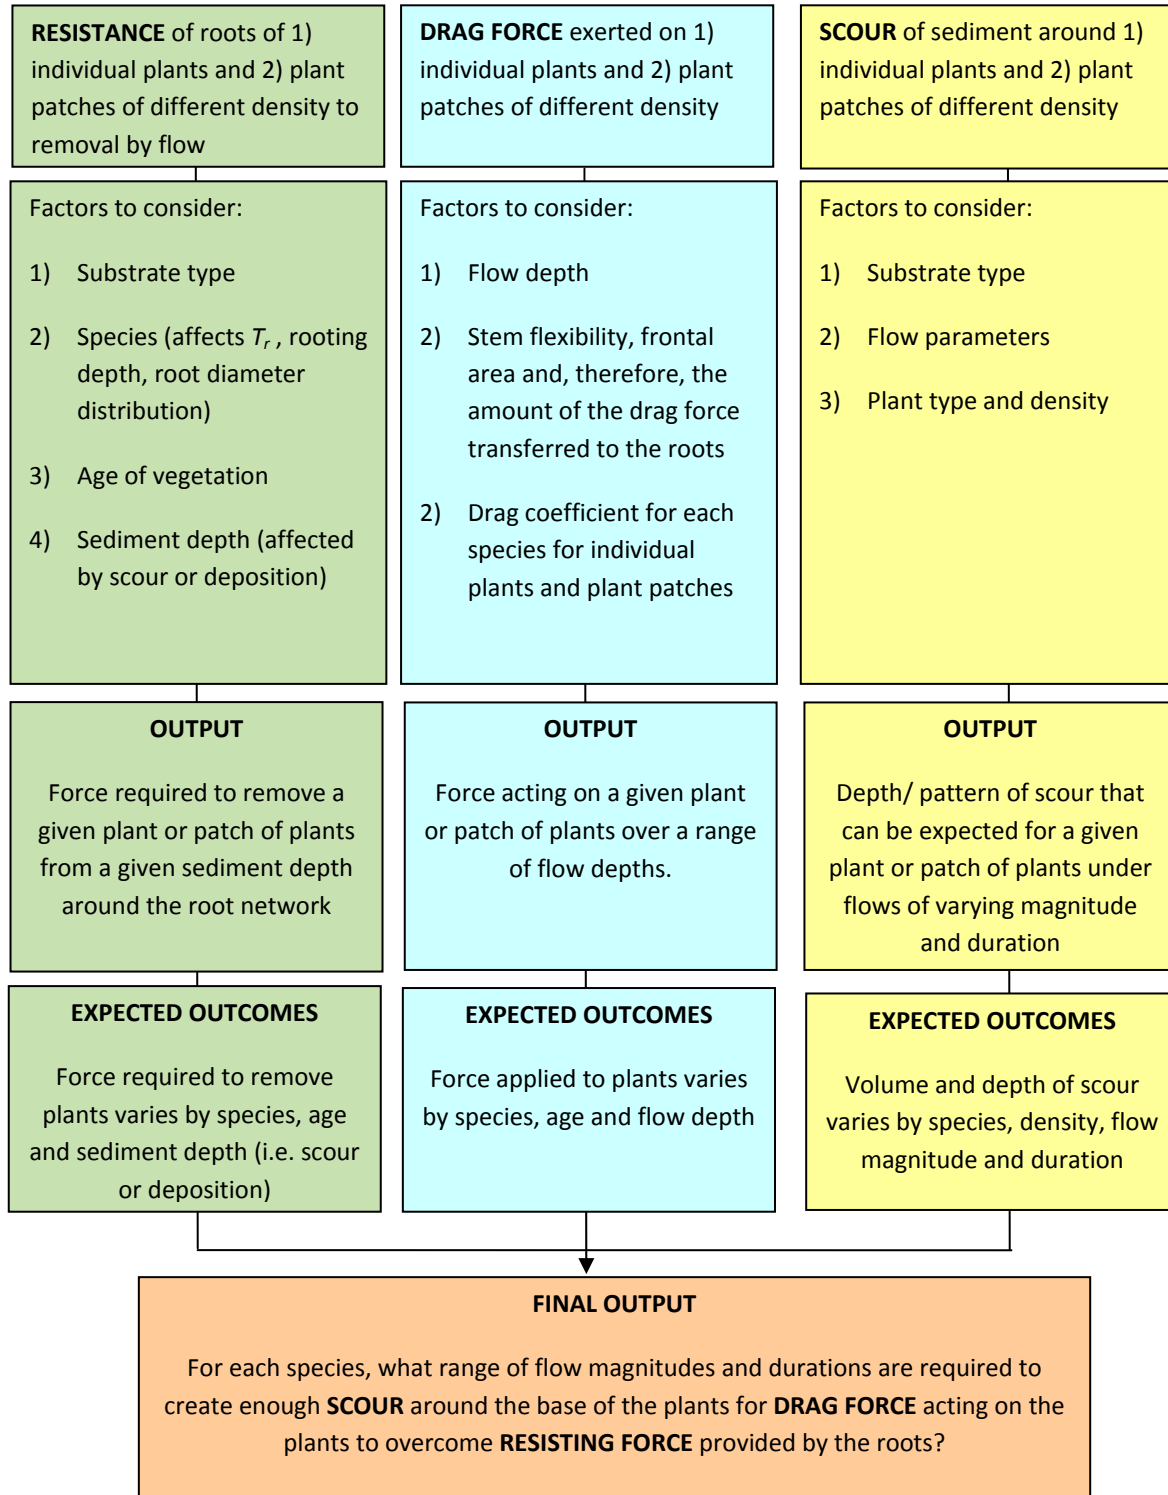 RESISTANCE of roots of 1)
individual plants and 2) plant
patches of different density to
removal by flow
Factors to consider:
1) Substrate type
2) Species (affects Tr , rooting
depth, root diameter
distribution)
3) Age of vegetation
4) Sediment depth (affected
by scour or deposition)
OUTPUT
Force required to remove a
given plant or patch of plants
from a given sediment depth
around the root network
EXPECTED OUTCOMES
Force required to remove
plants varies by species, age
and sediment depth (i.e. scour
or deposition)
DRAG FORCE exerted on 1)
individual plants and 2) plant
patches of different density
Factors to consider:
1) Flow depth
2) Stem flexibility, frontal
area and, therefore, the
amount of the drag force
transferred to the roots
2) Drag coefficient for each
species for individual
plants and plant patches
OUTPUT
Force acting on a given plant
or patch of plants over a range
of flow depths.
EXPECTED OUTCOMES
Force applied to plants varies
by species, age and flow depth
SCOUR of sediment around 1)
individual plants and 2) plant
patches of different density
Factors to consider:
1) Substrate type
2) Flow parameters
3) Plant type and density
OUTPUT
Depth/ pattern of scour that
can be expected for a given
plant or patch of plants under
flows of varying magnitude
and duration
EXPECTED OUTCOMES
Volume and depth of scour
varies by species, density, flow
magnitude and duration
FINAL OUTPUT
For each species, what range of flow magnitudes and durations are required to
create enough SCOUR around the base of the plants for DRAG FORCE acting on the
plants to overcome RESISTING FORCE provided by the roots?